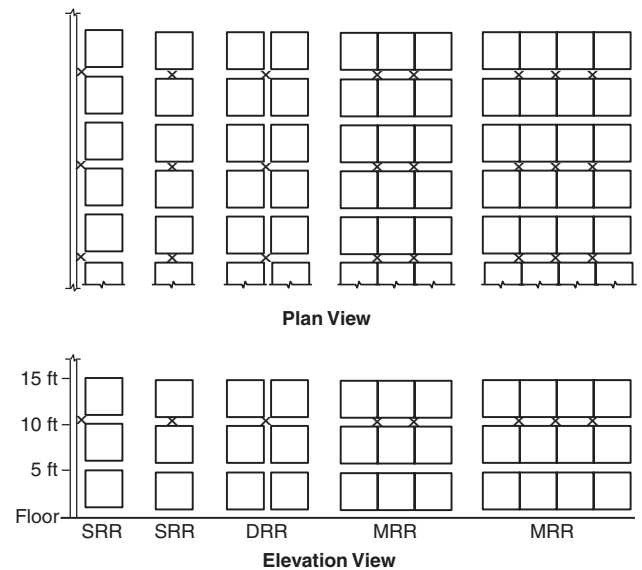 Plan View
15 ft
10 ft
5 ft
Floor
SRR SRR DRR MRR MRR
Elevation View